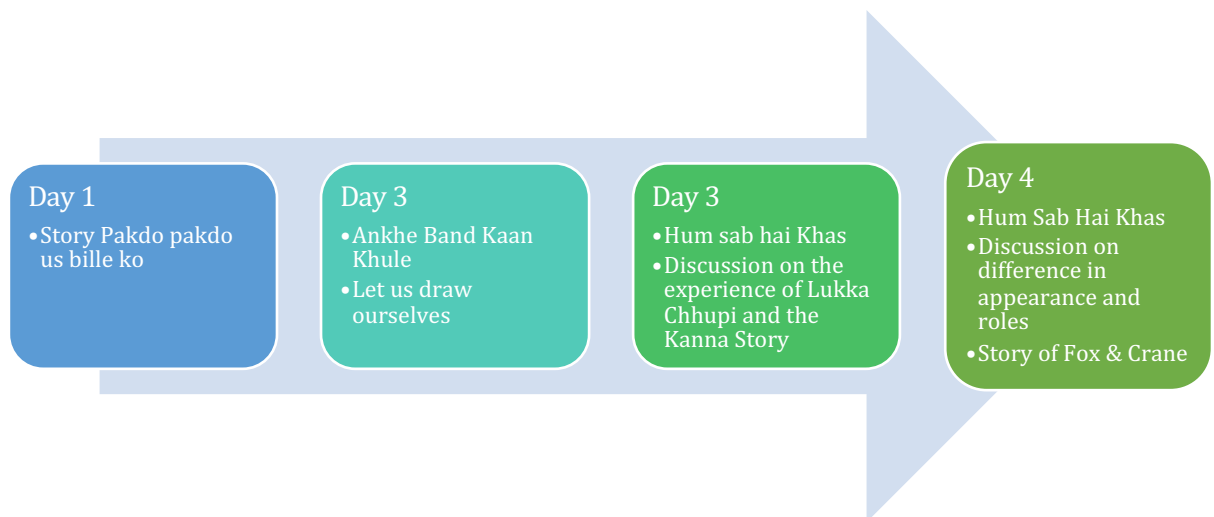 Day 1
•Story Pakdo pakdo
us bille ko
Day 3
•Ankhe Band Kaan
Khule
•Let us draw
ourselves
Day 3
•Hum sab hai Khas
•Discussion on the
experience of Lukka
Chhupi and the
Kanna Story
Day 4
•Hum Sab Hai Khas
•Discussion on
difference in
appearance and
roles
•Story of Fox & Crane